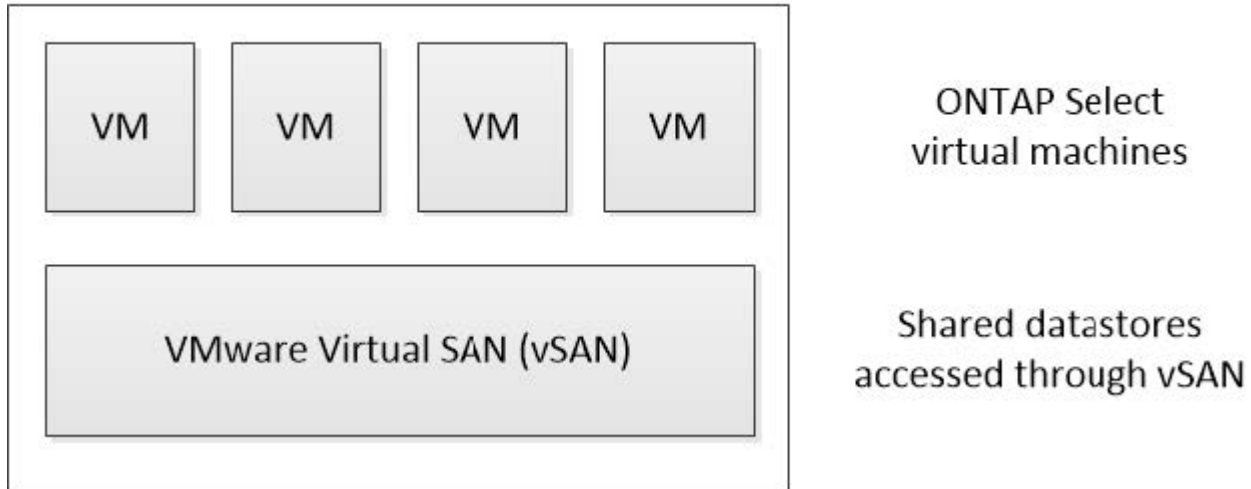 VM VM VM VM
ONTAP Select
virtual machines
VMware Virtual SAN (vSAN)
Shared datastores
accessed through vSAN